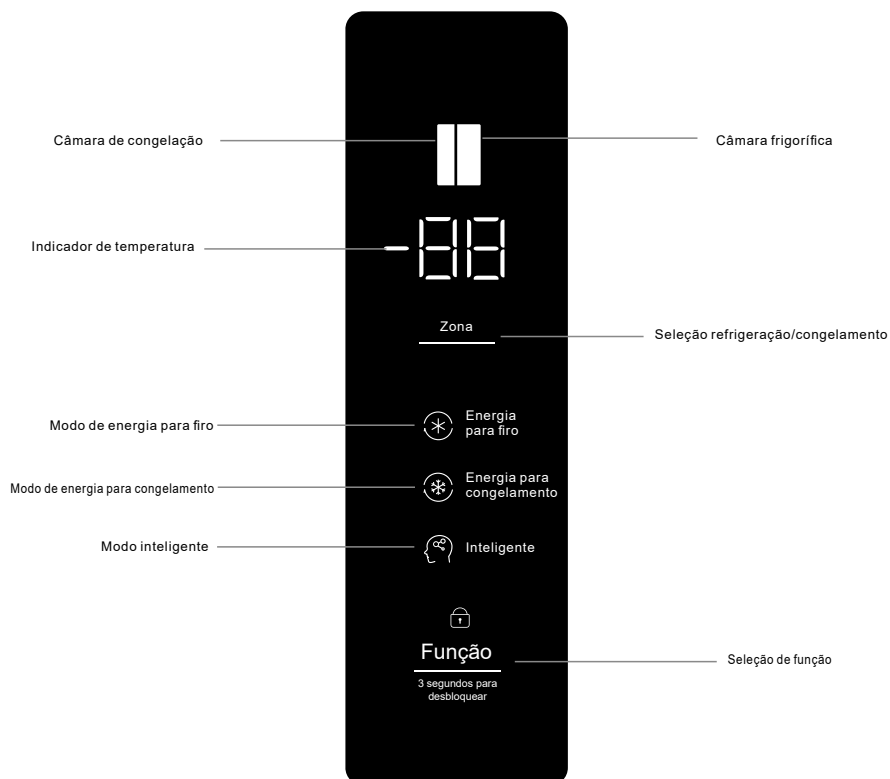 Câmara de congelação
Câmara frigorífica
Indicador de temperatura
-88
Zona
Seleção refrigeração/congelamento
Modo de energia para firo
Energia
para firo
Modo de energia para congelamento
Energia para
congelamento
Modo inteligente
Inteligente
Função
Seleção de função
3 segundos para
desbloquear